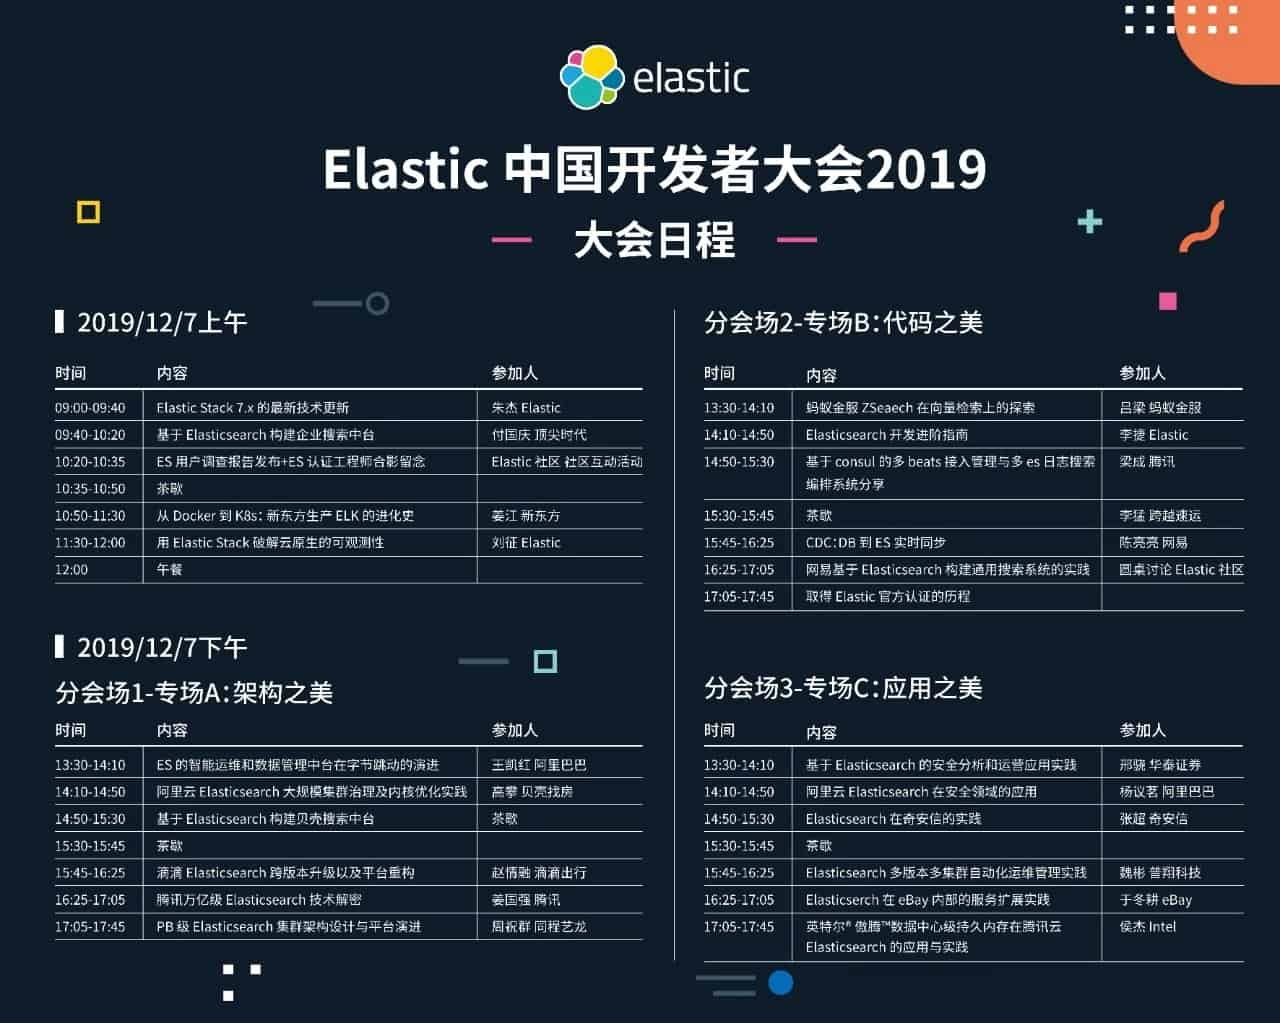 elastic
Elastic 中国开发者大会2019
大会日程
2019/12/7上午
时间 内容 参加人
09:00-09:40 Elastic Stack 7.x 的最新技术更新 朱杰 Elastic
09:40-10:20 基于 Elasticsearch 构建企业搜索中台 付国庆 顶尖时代
10:20-10:35 ES 用户调查报告发布+ES 认证工程师合影留念 Elastic 社区 社区互动活动
10:35-10:50 茶歇
10:50-11:30 从 Docker 到 K8s：新东方生产 ELK 的进化史 姜江 新东方
11:30-12:00 用 Elastic Stack 破解云原生的可观测性 刘征 Elastic
12:00 午餐
2019/12/7下午
分会场1-专场A：架构之美
时间 内容 参加人
13:30-14:10 ES 的智能运维和数据管理中台在字节跳动的演进 王凯红 阿里巴巴
14:10-14:50 阿里云 Elasticsearch 大规模集群治理及内核优化实践 高攀 贝壳找房
14:50-15:30 基于 Elasticsearch 构建贝壳搜索中台 茶歇
15:30-15:45 茶歇
15:45-16:25 滴滴 Elasticsearch 跨版本升级以及平台重构 赵情融 滴滴出行
16:25-17:05 腾讯万亿级 Elasticsearch 技术解密 姜国强 腾讯
17:05-17:45 PB 级 Elasticsearch 集群架构设计与平台演进 周祝群 同程艺龙
分会场2-专场B：代码之美
时间 内容 参加人
13:30-14:10 蚂蚁金服 ZSeaech 在向量检索上的探索 吕梁 蚂蚁金服
14:10-14:50 Elasticsearch 开发进阶指南 李捷 Elastic
14:50-15:30 基于 consul 的多 beats 接入管理与多 es 日志搜索 梁成 腾讯
编排系统分享
15:30-15:45 茶歇 李猛 跨越速运
15:45-16:25 CDC：DB 到 ES 实时同步 陈亮亮 网易
16:25-17:05 网易基于 Elasticsearch 构建通用搜索系统的实践 圆桌讨论 Elastic 社区
17:05-17:45 取得 Elastic 官方认证的历程
分会场3-专场C：应用之美
时间 内容 参加人
13:30-14:10 基于 Elasticsearch 的安全分析和运营应用实践 邢骁 华泰证券
14:10-14:50 阿里云 Elasticsearch 在安全领域的应用 杨议茗 阿里巴巴
14:50-15:30 Elasticsearch 在奇安信的实践 张超 奇安信
15:30-15:45 茶歇
15:45-16:25 Elasticsearch 多版本多集群自动化运维管理实践 魏彬 普翔科技
16:25-17:05 Elasticserch 在 eBay 内部的服务扩展实践 于冬耕 eBay
17:05-17:45 英特尔® 傲腾™数据中心级持久内存在腾讯云 侯杰 Intel
Elasticsearch 的应用与实践